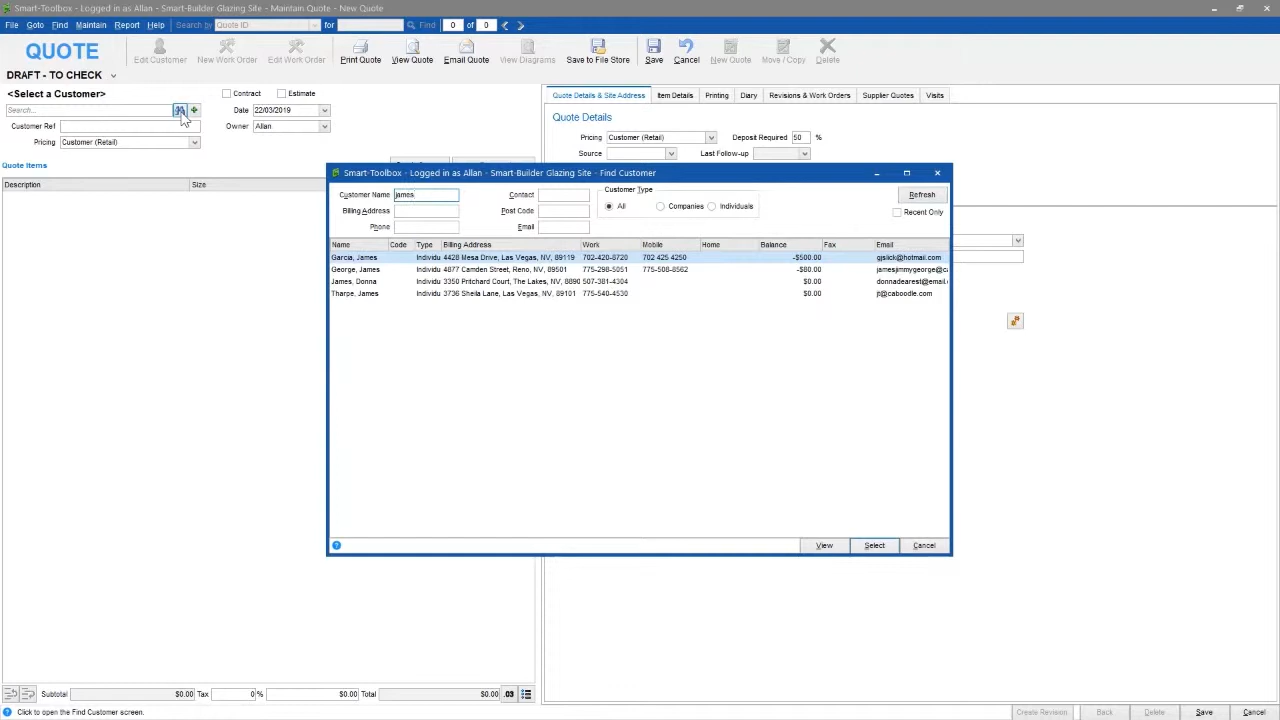 Smart-Toolbox - Logged in as Allan - Smart-Builder Glazing Site - Maintain Quote - New Quote
File Goto Find Maintain Report Help Search by Quote ID for Find 0 of 0
QUOTE
DRAFT - TO CHECK
Edit Customer New Work Order Edit Work Order Print Quote View Quote Email Quote View Diagrams Save to File Store Save Cancel New Quote Move / Copy Delete
<Select a Customer>
Contract Estimate
Search...
Date 22/03/2019
Customer Ref
Owner Allan
Pricing Customer (Retail)
Quote Items
Description Size
Quote Details & Site Address Item Details Printing Diary Revisions & Work Orders Supplier Quotes Visits
Quote Details
Pricing Customer (Retail) Deposit Required 50 %
Source Last Follow-up
Smart-Toolbox - Logged in as Allan - Smart-Builder Glazing Site - Find Customer
Customer Name james Contact Customer Type Refresh
Billing Address Post Code All Companies Individuals Recent Only
Phone Email
Name Code Type Billing Address Work Mobile Home Balance Fax Email
Garcia, James Individu 4428 Mesa Drive, Las Vegas, NV, 89119 702-420-8720 702 425 4250 -$500.00 gjslick@hotmail.com
George, James Individu 4877 Camden Street, Reno, NV, 89501 775-298-5051 775-508-8562 -$80.00 jamesjimmygeorge@ca
James, Donna Individu 3350 Pritchard Court, The Lakes, NV, 8890 507-381-4304 $0.00 donnadearest@email.
Tharpe, James Individu 3736 Sheila Lane, Las Vegas, NV, 89101 775-540-4530 $0.00 jt@caboodle.com
View Select Cancel
Subtotal $0.00 Tax 0 % $0.00 Total $0.00 .03
Click to open the Find Customer screen.
Create Revision Back Delete Save Cancel